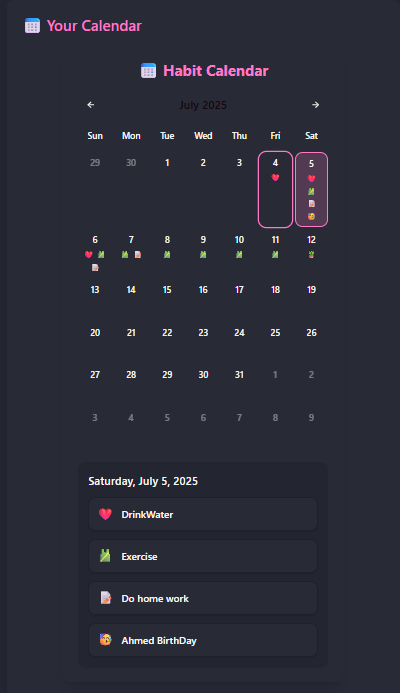 Your Calendar
Habit Calendar
July 2025
Sun Mon Tue Wed Thu Fri Sat
29 30 1 2 3 4 5
6 7 8 9 10 11 12
13 14 15 16 17 18 19
20 21 22 23 24 25 26
27 28 29 30 31 1 2
3 4 5 6 7 8 9
Saturday, July 5, 2025
DrinkWater
Exercise
Do home work
Ahmed BirthDay